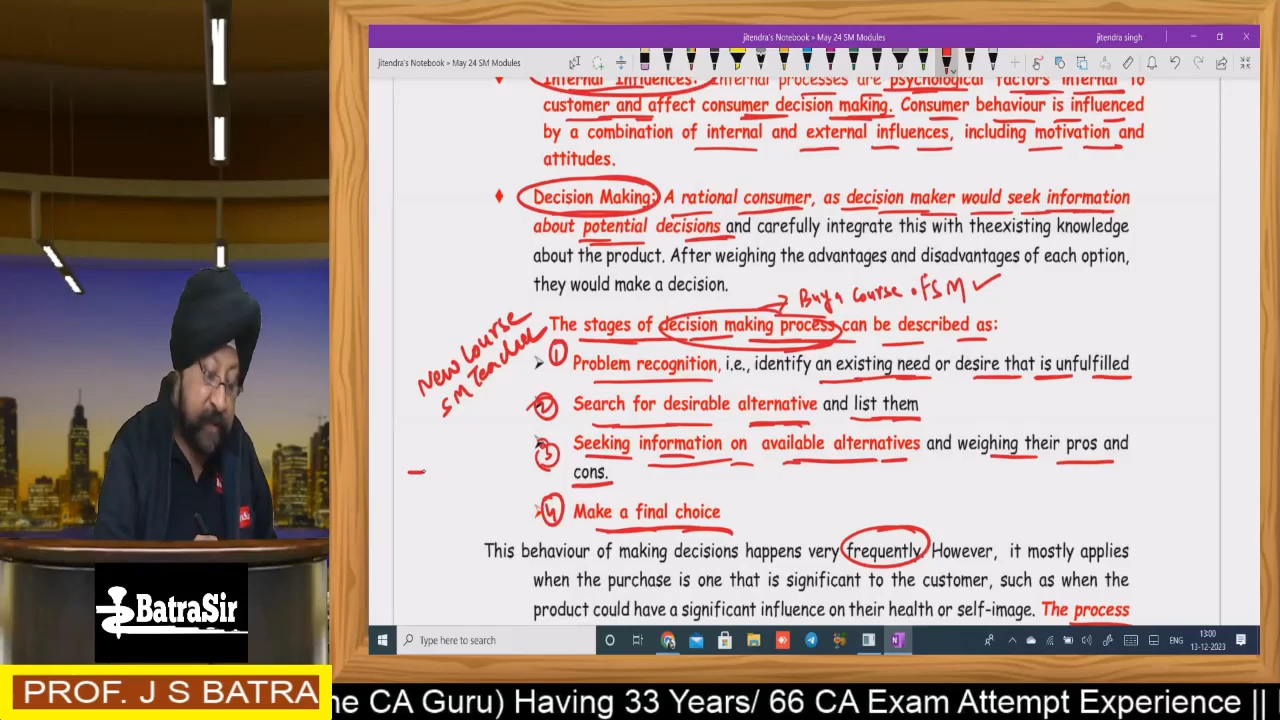 jitendra's Notebook » May 24 SM Modules
jitendra singh
jitendra's Notebook » May 24 SM Modules
Internal Influences: Internal processes are psychological factors internal to
customer and affect consumer decision making. Consumer behaviour is influenced
by a combination of internal and external influences, including motivation and
attitudes.
Decision Making: A rational consumer, as decision maker would seek information
about potential decisions and carefully integrate this with theexisting knowledge
about the product. After weighing the advantages and disadvantages of each option,
they would make a decision.
Buy a Course of SM ✓
The stages of decision making process can be described as:
New Course
SM Teacher
1 Problem recognition, i.e., identify an existing need or desire that is unfulfilled
2 Search for desirable alternative and list them
3 Seeking information on available alternatives and weighing their pros and
cons.
4 Make a final choice
This behaviour of making decisions happens very frequently. However, it mostly applies
when the purchase is one that is significant to the customer, such as when the
product could have a significant influence on their health or self-image. The process
Type here to search
ENG
13:00
13-12-2023
BatraSir
PROF. J S BATRA
ne CA Guru) Having 33 Years/ 66 CA Exam Attempt Experience ||